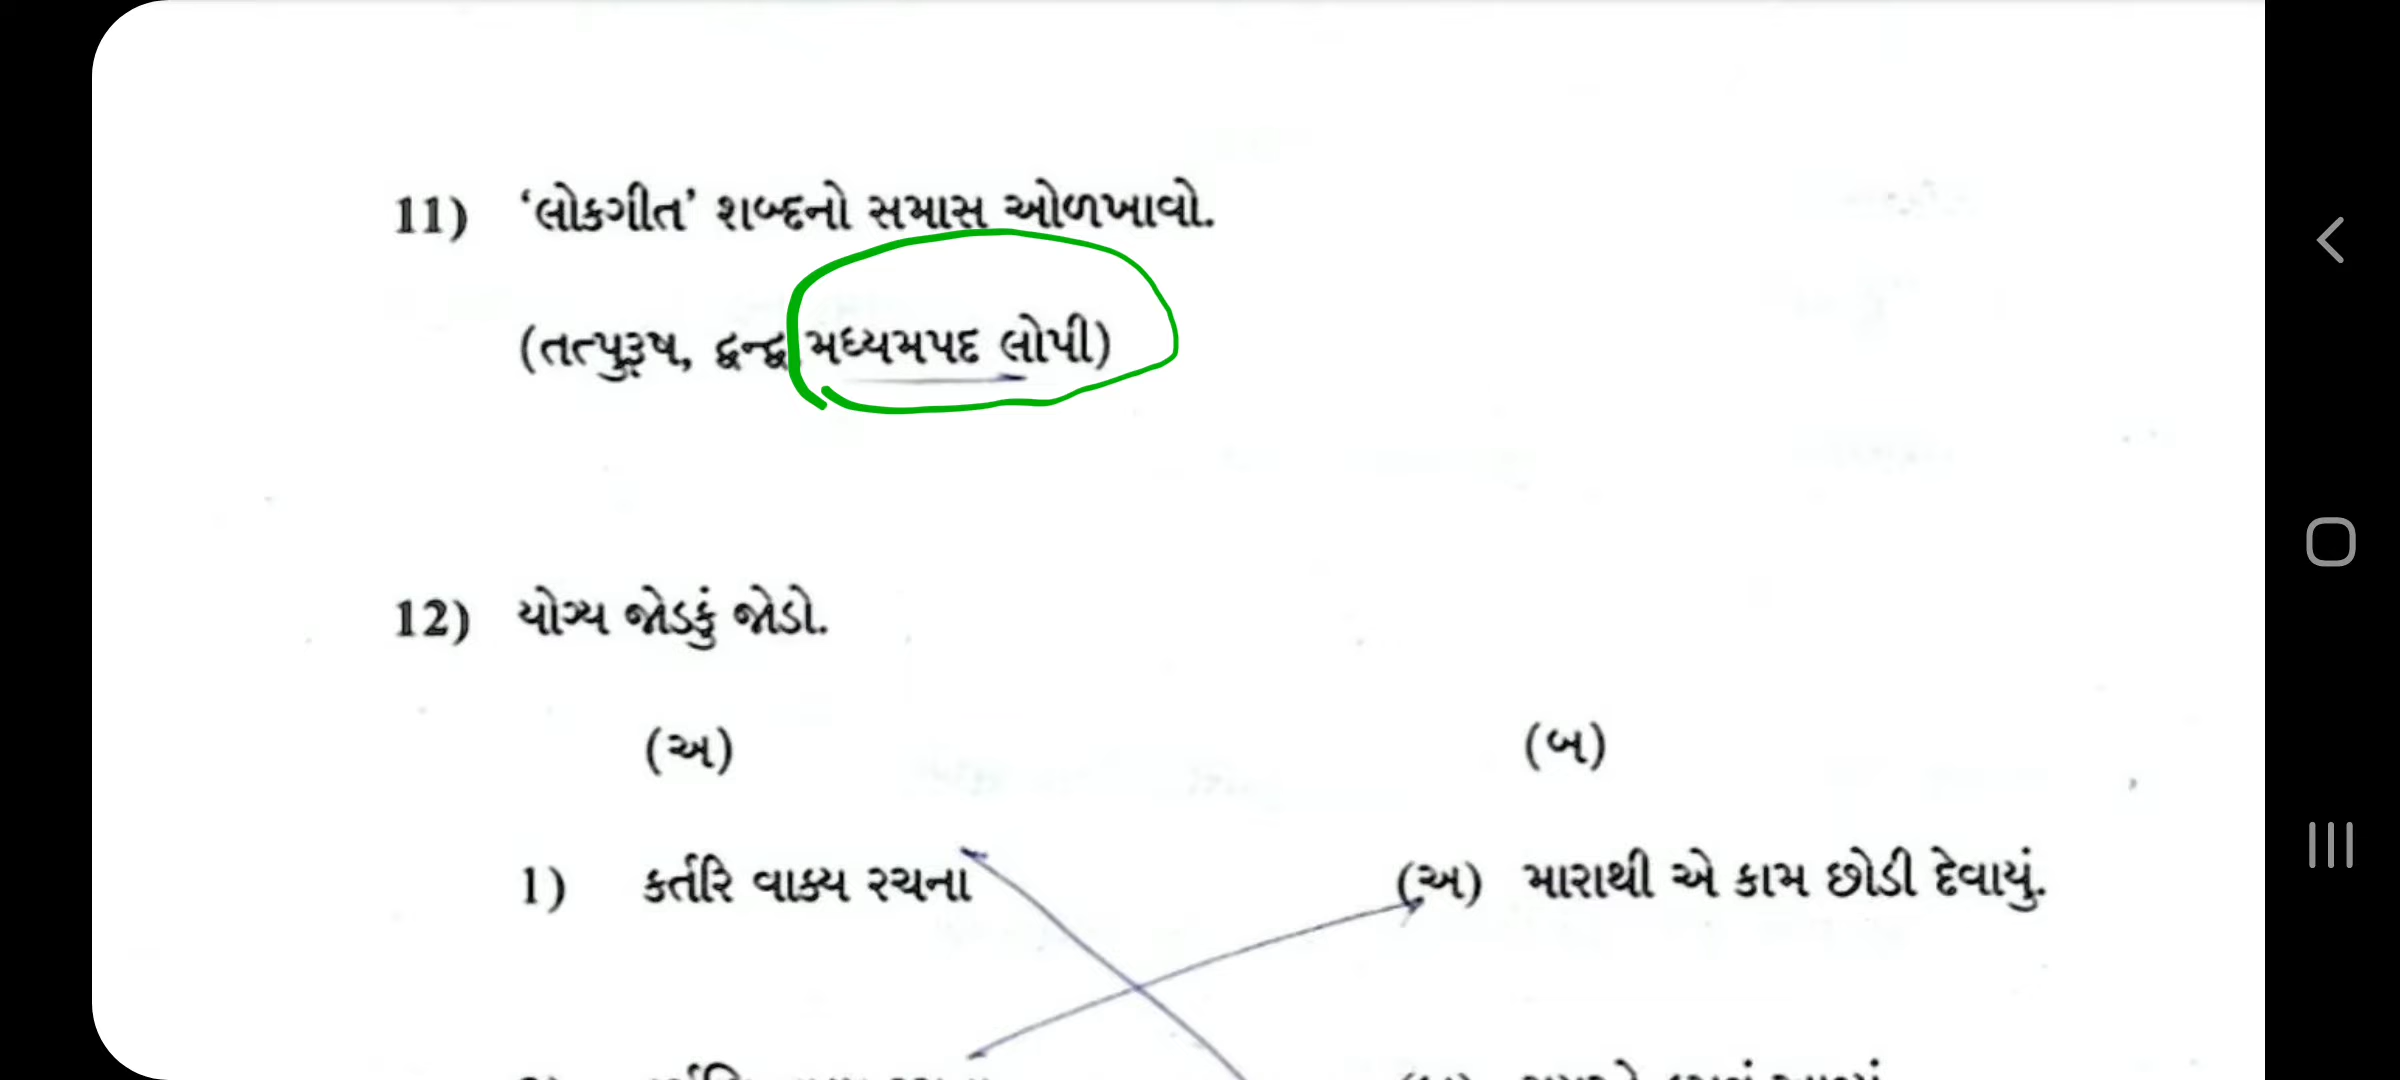 11) ‘લોકગીત’ શબ્દનો સમાસ ઓળખાવો.
(તત્પુરૂષ, દ્વન્દ્વ મધ્યમપદ લોપી)
12) યોગ્ય જોડકું જોડો.
(અ) (બ)
1) કર્તરિ વાક્ય રચના (અ) મારાથી એ કામ છોડી દેવાયું.